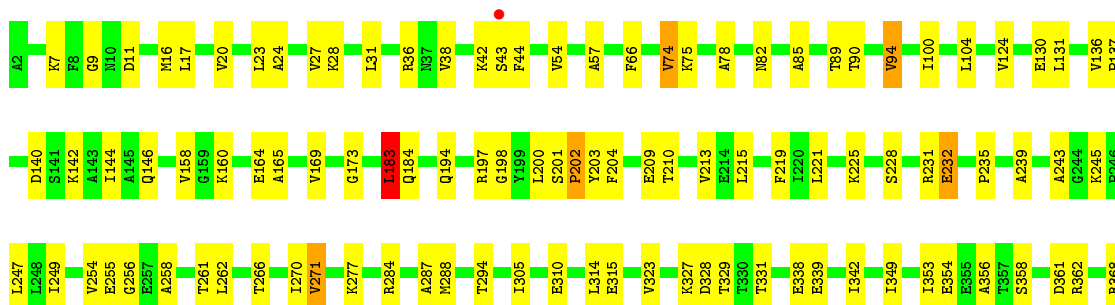 A2 K7 F8 G9 N10 D11 M16 L17 V20 L23 A24 V27 K28 L31 R36 N37 V38 K42 S43 F44 V54 A57 F66 V74 K75 A78 N82 A85 T89 T90 V94 I100 L104 V124 E130 L131 V136 P137
D140 S141 K142 A143 I144 A145 Q146 V158 G159 K160 E164 A165 V169 G173 L183 Q184 Q194 R197 G198 Y199 L200 S201 P202 Y203 F204 E209 T210 V213 E214 L215 F219 I220 L221 K225 S228 R231 E232 P235 A239 A243 G244 K245 P246
L247 L248 I249 V254 E255 G256 E257 A258 T261 L262 T266 I270 V271 K277 R284 A287 M288 T294 I305 E310 L314 E315 V323 K327 D328 T329 T330 T331 E338 E339 I342 I349 I353 E354 E355 A356 T357 S358 D361 R362